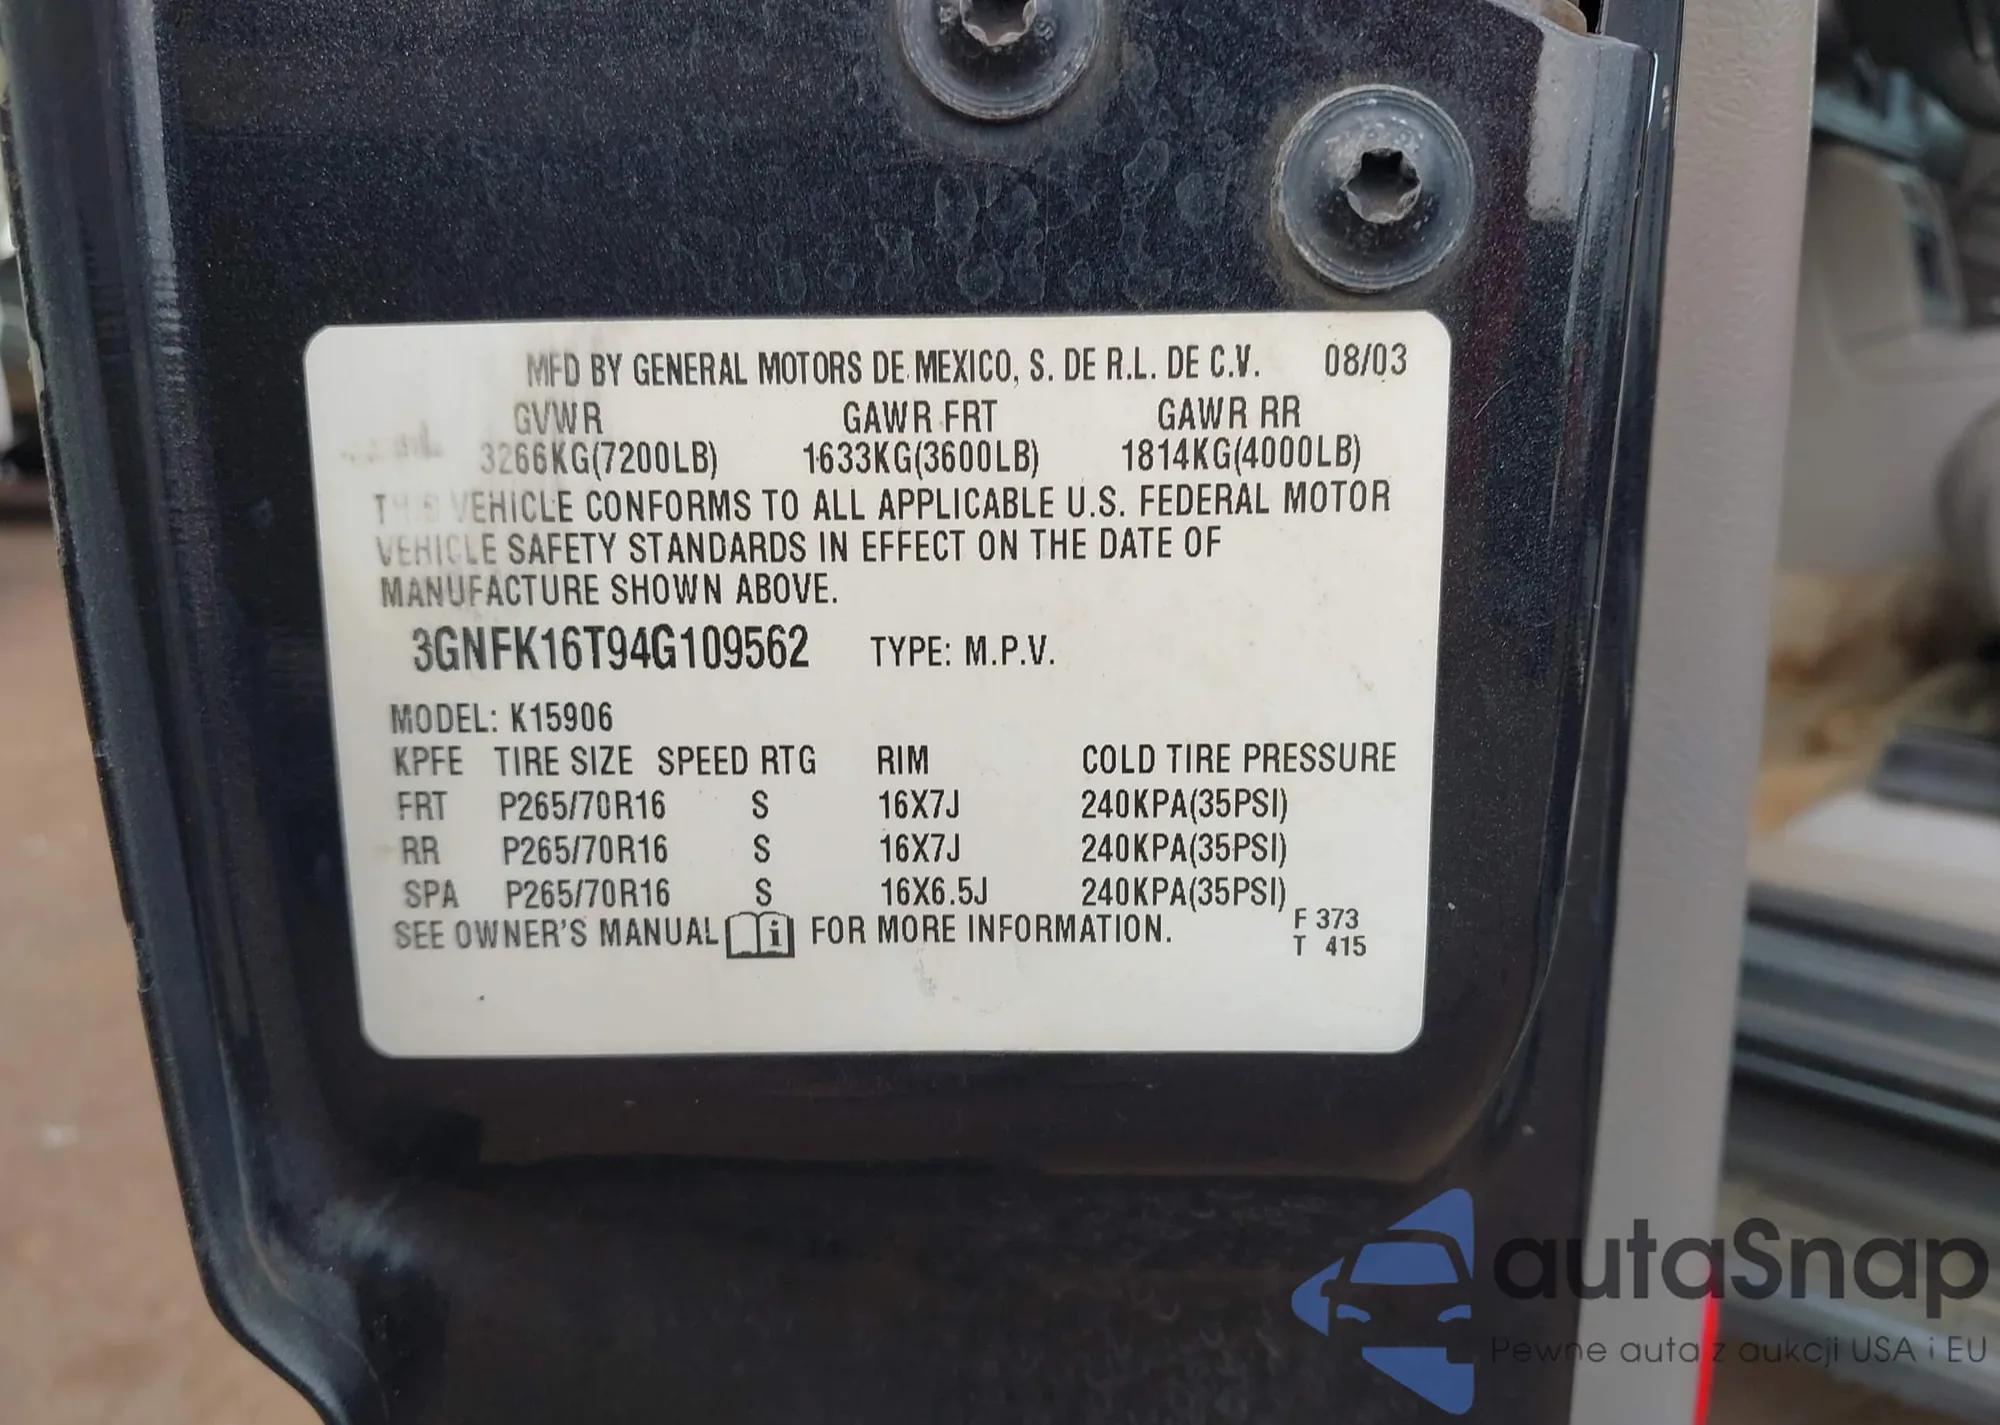 MFD BY GENERAL MOTORS DE MEXICO, S. DE R.L. DE C.V. 08/03
GVWR GAWR FRT GAWR RR
3266KG(7200LB) 1633KG(3600LB) 1814KG(4000LB)
THIS VEHICLE CONFORMS TO ALL APPLICABLE U.S. FEDERAL MOTOR
VEHICLE SAFETY STANDARDS IN EFFECT ON THE DATE OF
MANUFACTURE SHOWN ABOVE.
3GNFK16T94G109562 TYPE: M.P.V.
MODEL: K15906
KPFE TIRE SIZE SPEED RTG RIM COLD TIRE PRESSURE
FRT P265/70R16 S 16X7J 240KPA(35PSI)
RR P265/70R16 S 16X7J 240KPA(35PSI)
SPA P265/70R16 S 16X6.5J 240KPA(35PSI)
SEE OWNER'S MANUAL i FOR MORE INFORMATION.
F 373
T 415
autaSnap
Pewne auta z aukcji USA i EU